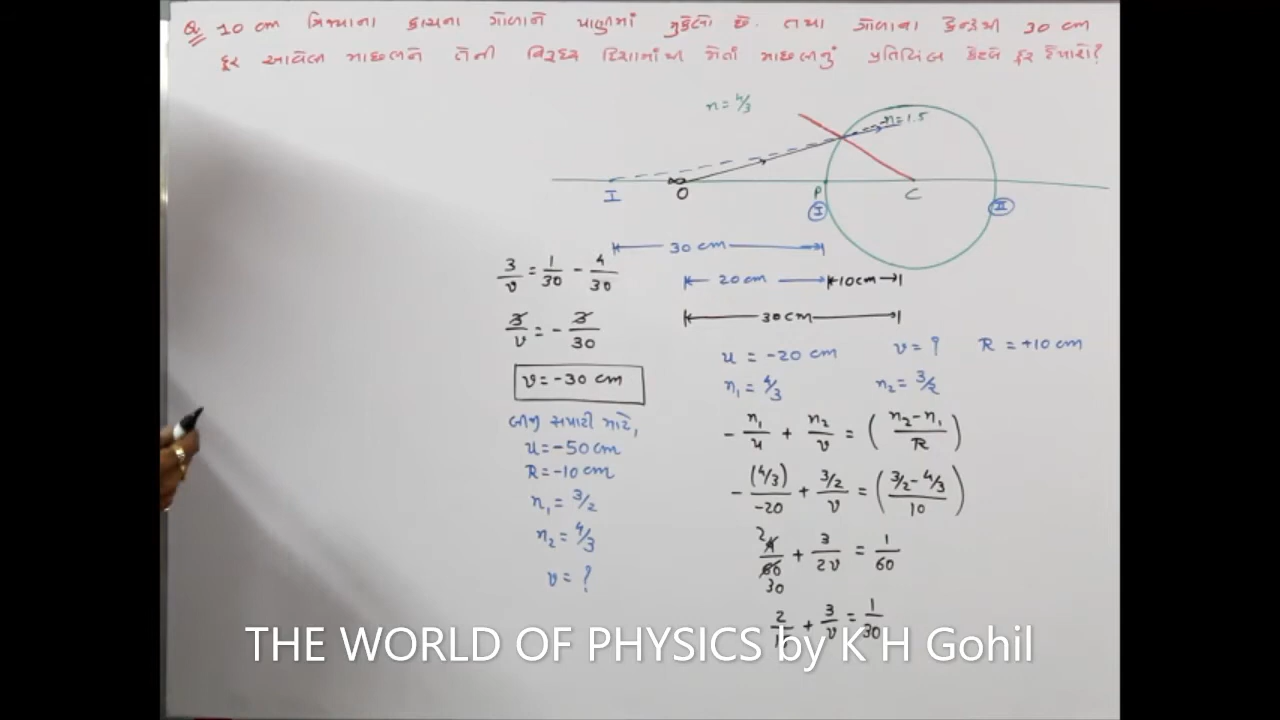 Q. 10 cm ત્રિજ્યાના કાચના ગોળાને પાણીમાં મુકેલો છે. તથા ગોળાના કેન્દ્રથી 30 cm
દૂર આવેલ માછલીને તેની વિરુદ્ધ દિશામાંથી જોતાં માછલીનું પ્રતિબિંબ કેટલે દૂર દેખાશે?
n = 4/3
n = 1.5
I O P C
I II
30 cm
20 cm 10cm
30 cm
3/v = 1/30 - 4/30
3/v = - 3/30
v = -30 cm
બીજી સપાટી માટે,
u = -50 cm
R = -10 cm
n₁ = 3/2
n₂ = 4/3
v = ?
u = -20 cm v = ? R = +10 cm
n₁ = 4/3 n₂ = 3/2
- n₁/u + n₂/v = ( (n₂ - n₁)/R )
- (4/3)/-20 + (3/2)/v = ( (3/2 - 4/3)/10 )
4/60 + 3/2v = 1/60
2
30
2/ + 3/v = 1/30
THE WORLD OF PHYSICS by K H Gohil